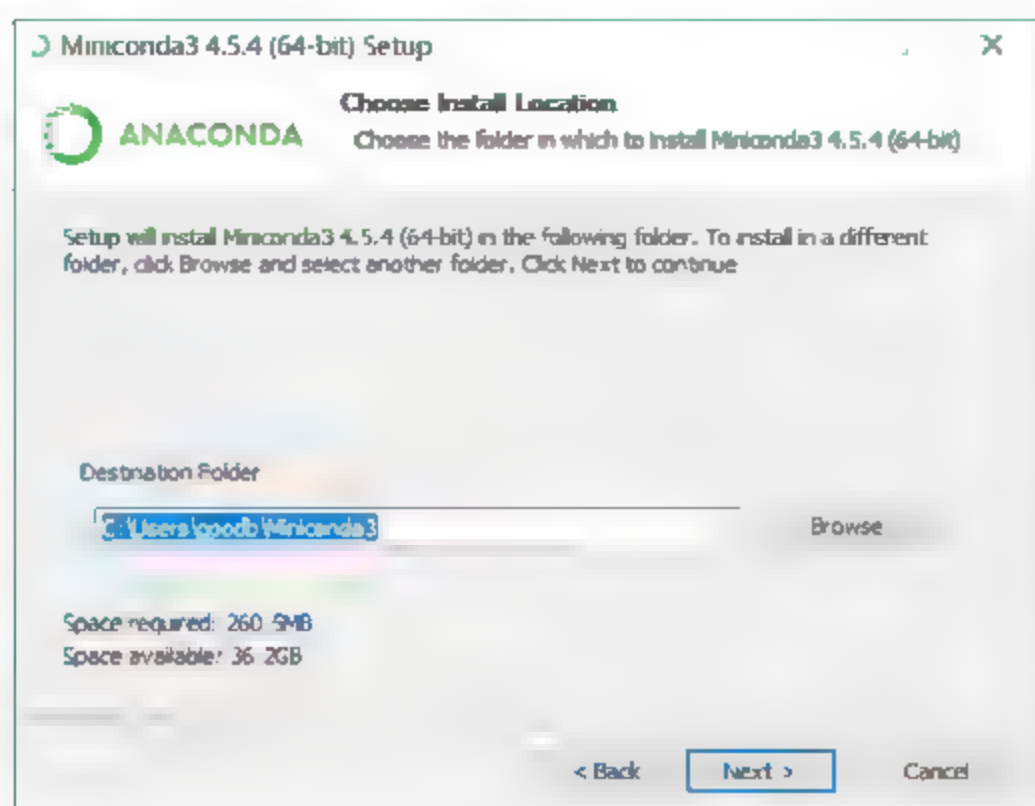 Miniconda3 4.5.4 (64-bit) Setup
ANACONDA
Choose Install Location
Choose the folder in which to install Miniconda3 4.5.4 (64-bit)
Setup will install Miniconda3 4.5.4 (64-bit) in the following folder. To install in a different
folder, click Browse and select another folder. Click Next to continue
Destination Folder
Browse
Space required:
Space available: 36.2GB
< Back
Next >
Cancel